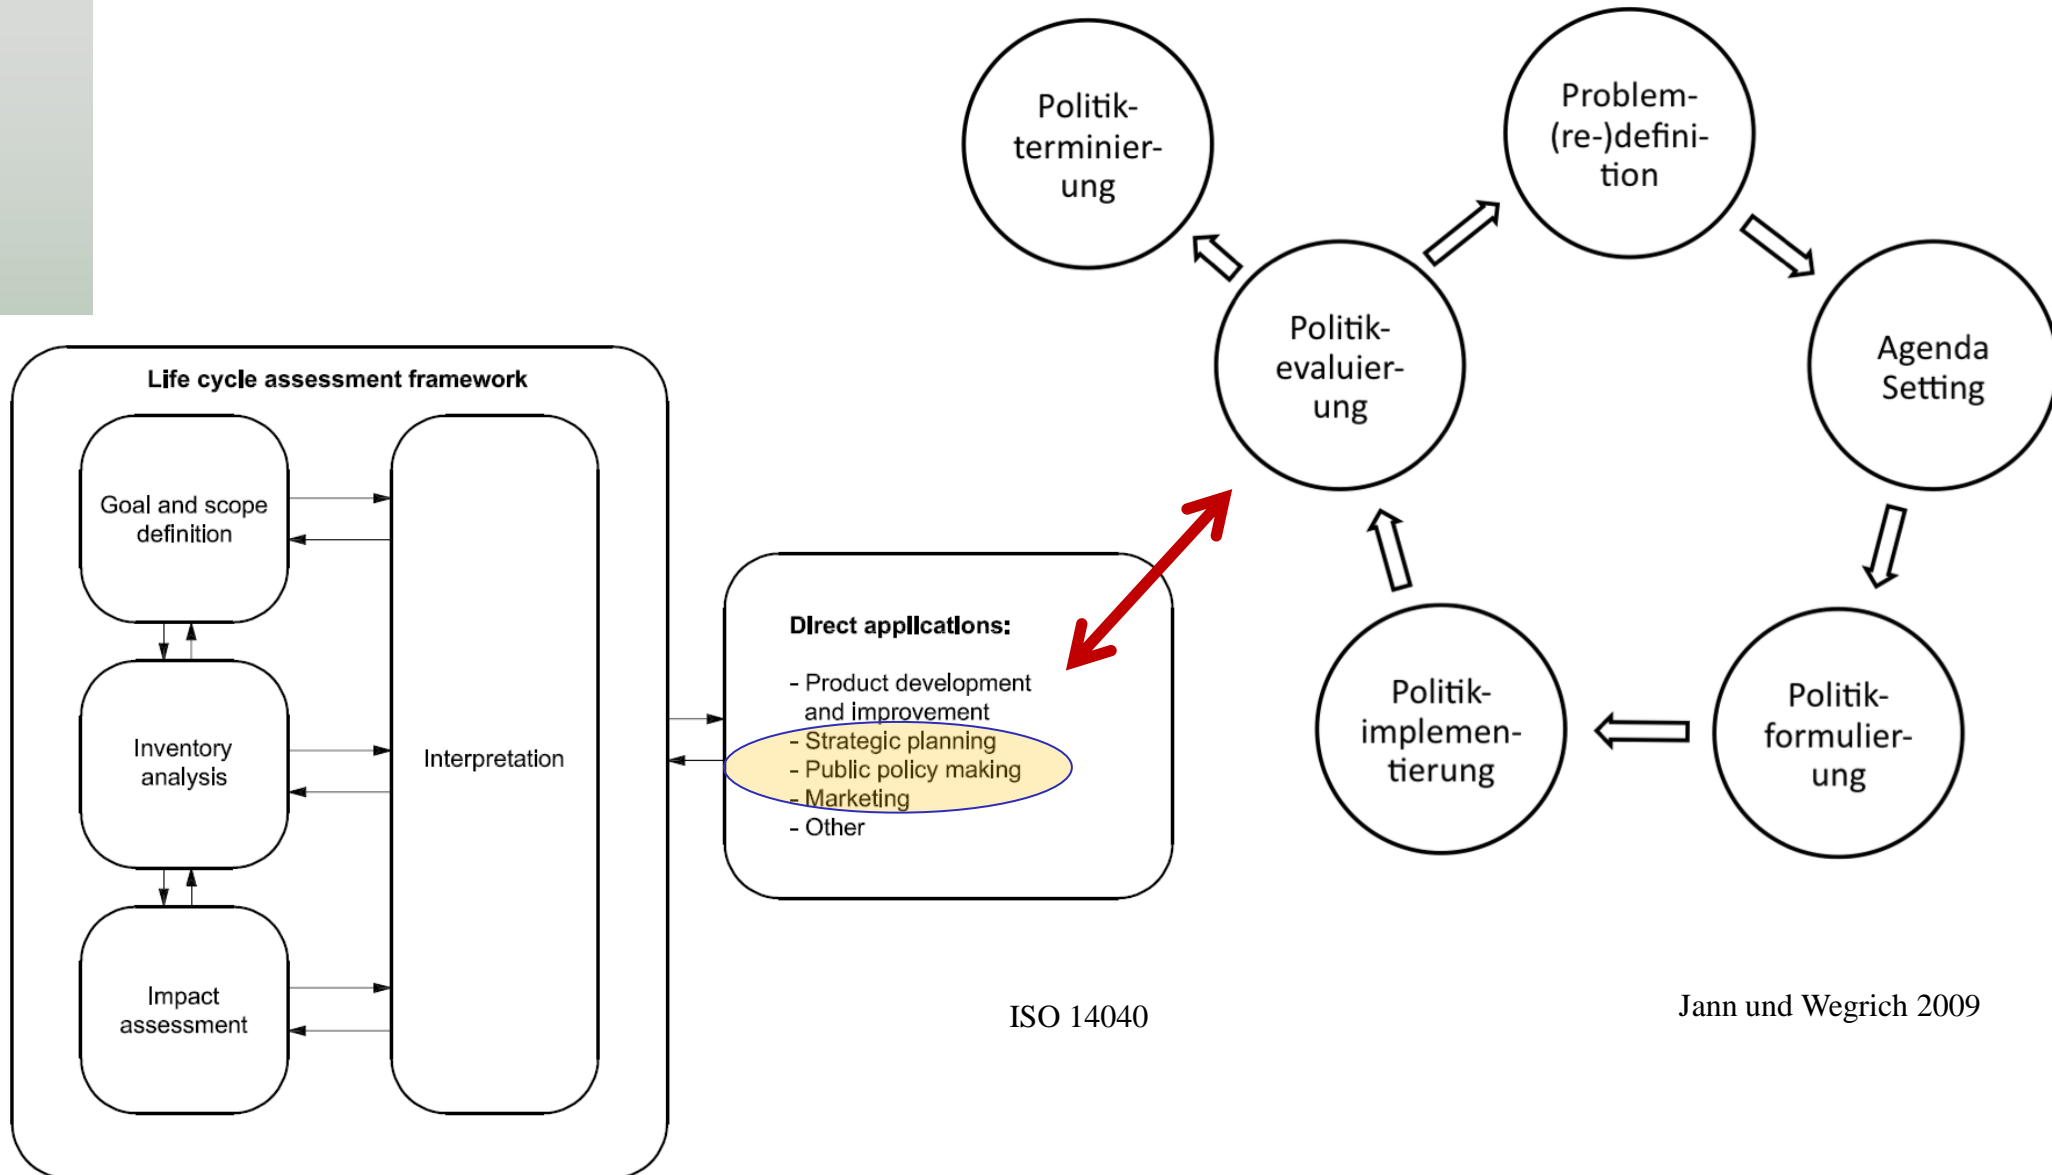 Life cycle assessment framework
Goal and scope
definition
Inventory
analysis
Impact
assessment
Interpretation
Direct applications:
- Product development
and improvement
- Strategic planning
- Public policy making
- Marketing
- Other
ISO 14040
Politik-
terminier-
ung
Problem-
(re-)defini-
tion
Politik-
evaluier-
ung
Agenda
Setting
Politik-
implemen-
tierung
Politik-
formulier-
ung
Jann und Wegrich 2009